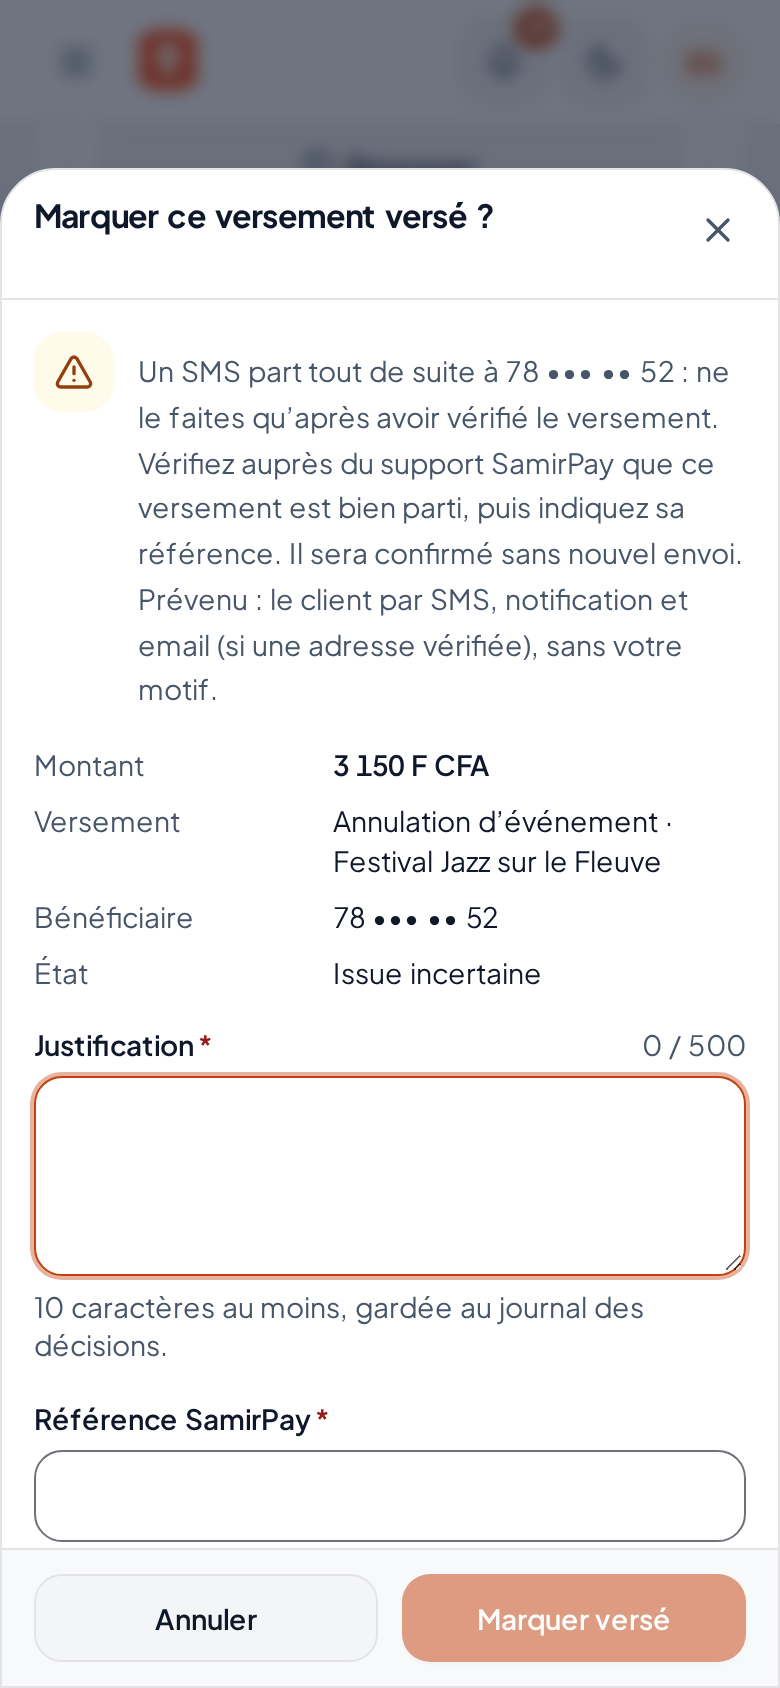 Marquer ce versement versé ?
Un SMS part tout de suite à 78 ••• •• 52 : ne
le faites qu’après avoir vérifié le versement.
Vérifiez auprès du support SamirPay que ce
versement est bien parti, puis indiquez sa
référence. Il sera confirmé sans nouvel envoi.
Prévenu : le client par SMS, notification et
email (si une adresse vérifiée), sans votre
motif.
Montant 3 150 F CFA
Versement Annulation d’événement ·
Festival Jazz sur le Fleuve
Bénéficiaire 78 ••• •• 52
État Issue incertaine
Justification * 0 / 500
10 caractères au moins, gardée au journal des
décisions.
Référence SamirPay *
Annuler Marquer versé